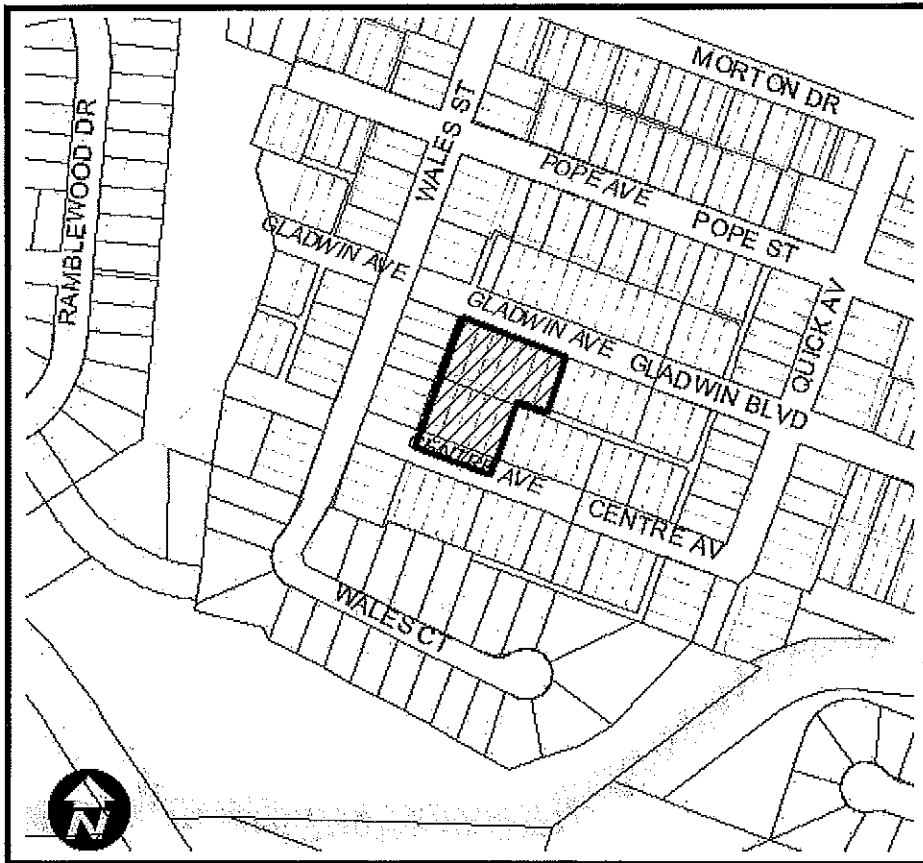 MORTON DR
RAMBLEWOOD DR
WALES ST
POPE AVE
POPE ST
GLADWIN AVE
GLADWIN AVE
GLADWIN BLVD
QUICK AV
CENTRE AVE
CENTRE AV
WALES CT
N